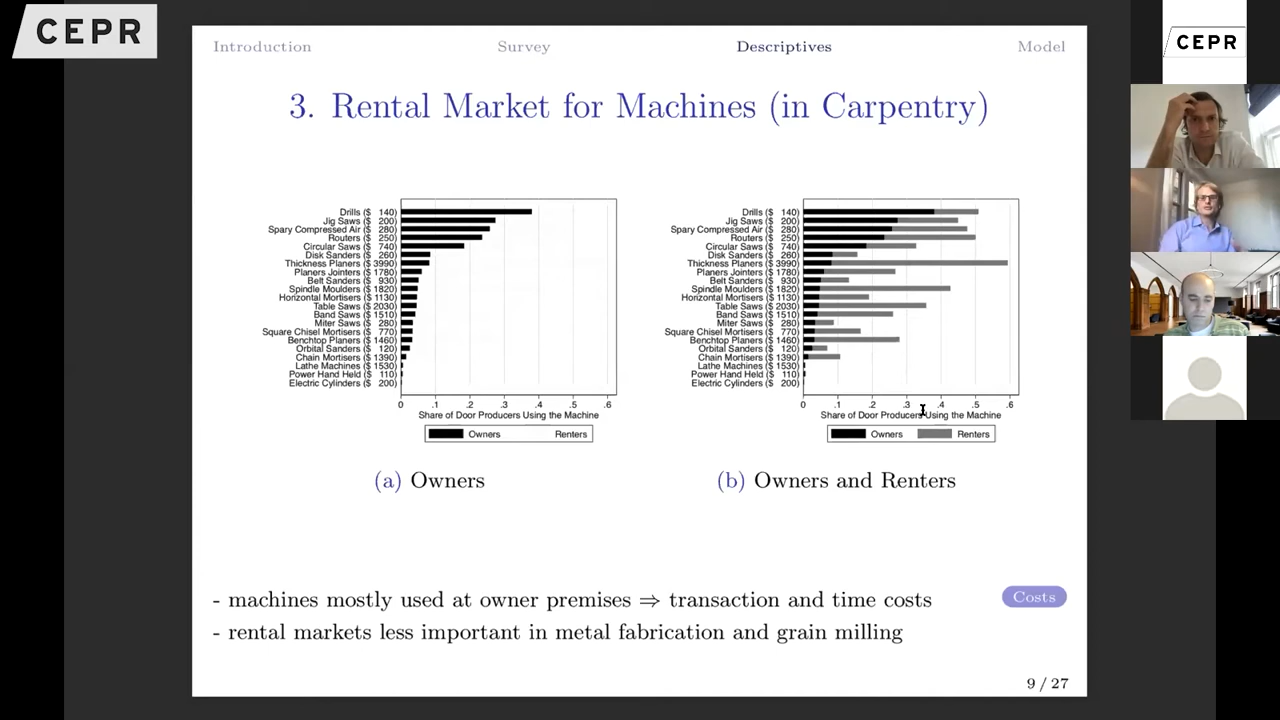 CEPR
Introduction Survey Descriptives Model
CEPR
3. Rental Market for Machines (in Carpentry)
Drills ($ 140)
Jig Saws ($ 200)
Spary Compressed Air ($ 280)
Routers ($ 250)
Circular Saws ($ 740)
Disk Sanders ($ 260)
Thickness Planers ($ 3990)
Planers Jointers ($ 1780)
Belt Sanders ($ 930)
Spindle Moulders ($ 1820)
Horizontal Mortisers ($ 1130)
Table Saws ($ 2030)
Band Saws ($ 1510)
Miter Saws ($ 280)
Square Chisel Mortisers ($ 770)
Benchtop Planers ($ 1460)
Orbital Sanders ($ 120)
Chain Mortisers ($ 1390)
Lathe Machines ($ 1530)
Power Hand Held ($ 110)
Electric Cylinders ($ 200)
0 .1 .2 .3 .4 .5 .6
Share of Door Producers Using the Machine
Owners Renters
(a) Owners
Drills ($ 140)
Jig Saws ($ 200)
Spary Compressed Air ($ 280)
Routers ($ 250)
Circular Saws ($ 740)
Disk Sanders ($ 260)
Thickness Planers ($ 3990)
Planers Jointers ($ 1780)
Belt Sanders ($ 930)
Spindle Moulders ($ 1820)
Horizontal Mortisers ($ 1130)
Table Saws ($ 2030)
Band Saws ($ 1510)
Miter Saws ($ 280)
Square Chisel Mortisers ($ 770)
Benchtop Planers ($ 1460)
Orbital Sanders ($ 120)
Chain Mortisers ($ 1390)
Lathe Machines ($ 1530)
Power Hand Held ($ 110)
Electric Cylinders ($ 200)
0 .1 .2 .3 .4 .5 .6
Share of Door Producers Using the Machine
Owners Renters
(b) Owners and Renters
- machines mostly used at owner premises ⇒ transaction and time costs
Costs
- rental markets less important in metal fabrication and grain milling
9 / 27